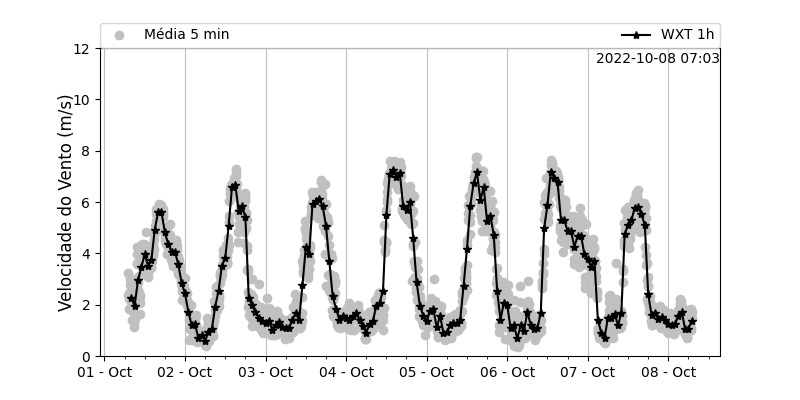 Média 5 min
WXT 1h
2022-10-08 07:03
Velocidade do Vento (m/s)
12
10
8
6
4
2
0
01 - Oct
02 - Oct
03 - Oct
04 - Oct
05 - Oct
06 - Oct
07 - Oct
08 - Oct